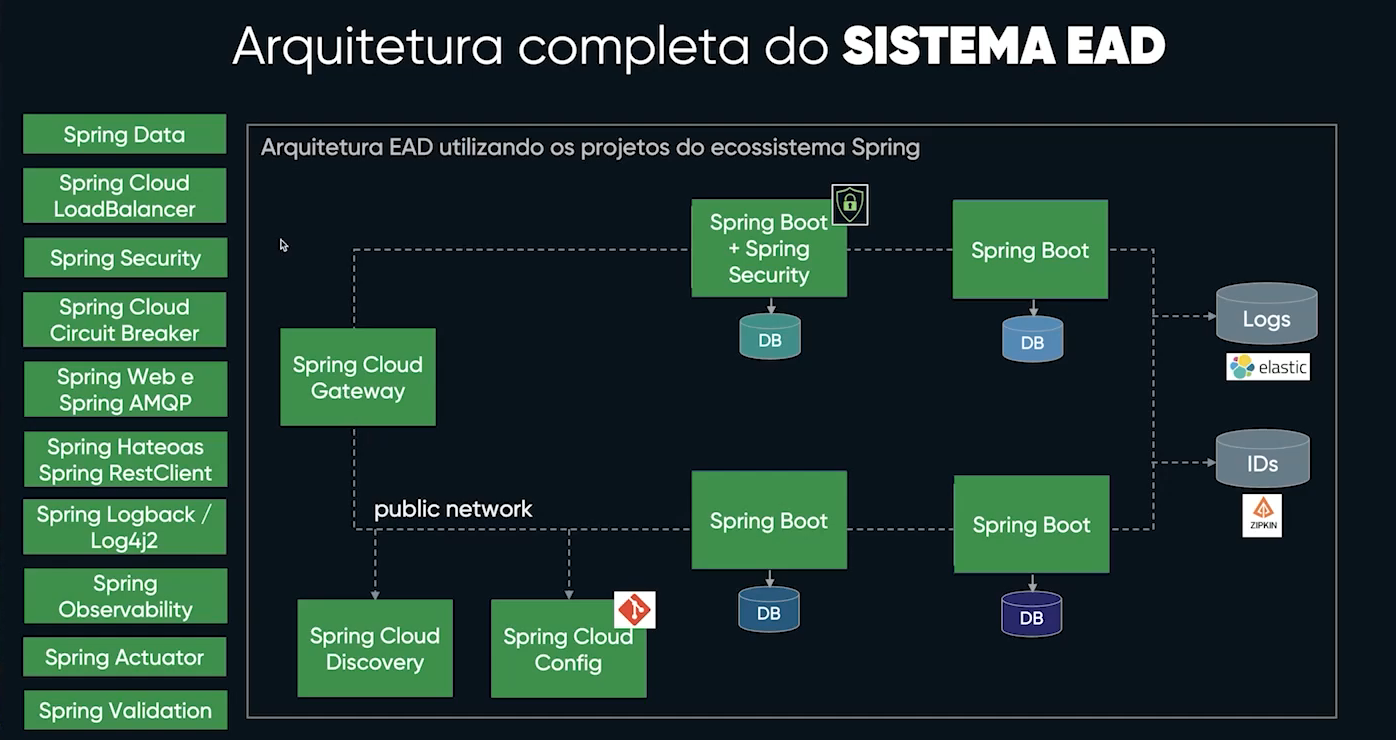 Arquitetura completa do SISTEMA EAD
Spring Data
Spring Cloud
LoadBalancer
Spring Security
Spring Cloud
Circuit Breaker
Spring Web e
Spring AMQP
Spring Hateoas
Spring RestClient
Spring Logback /
Log4j2
Spring
Observability
Spring Actuator
Spring Validation
Arquitetura EAD utilizando os projetos do ecossistema Spring
Spring Boot
+ Spring
Security
DB
Spring Boot
DB
Logs
elastic
Spring Cloud
Gateway
IDs
ZIPKIN
public network
Spring Boot
DB
Spring Boot
DB
Spring Cloud
Discovery
Spring Cloud
Config